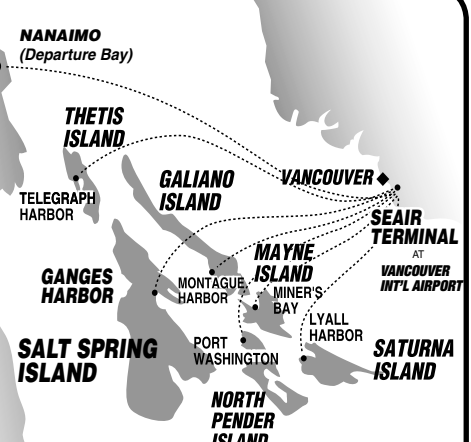 NANAIMO
(Departure Bay)
THETIS
ISLAND
TELEGRAPH
HARBOR
GALIANO
ISLAND
VANCOUVER
SEAIR
TERMINAL
AT
VANCOUVER
INT'L AIRPORT
MAYNE
ISLAND
GANGES
HARBOR
MONTAGUE
HARBOR
MINER'S
BAY
LYALL
HARBOR
PORT
WASHINGTON
SALT SPRING
ISLAND
SATURNA
ISLAND
NORTH
PENDER
ISLAND